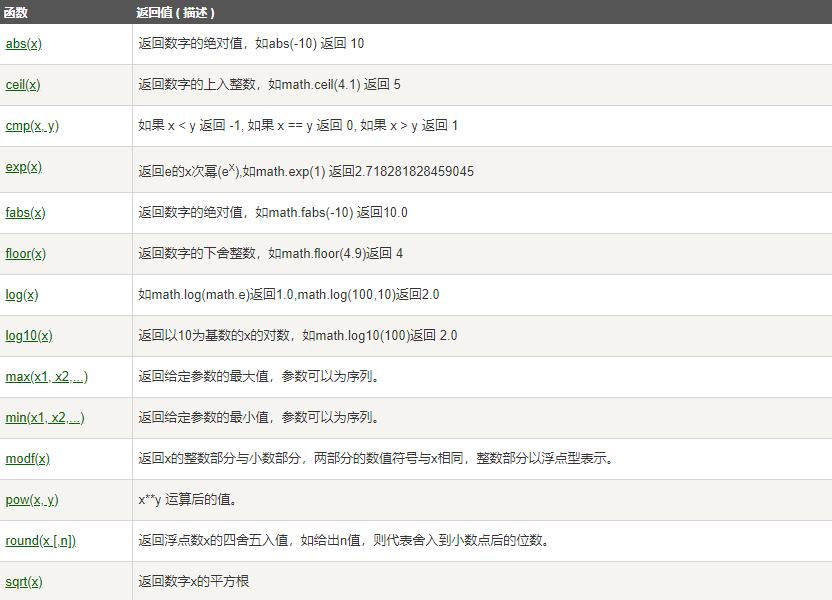 函数 返回值 ( 描述 )
abs(x) 返回数字的绝对值，如abs(-10) 返回 10
ceil(x) 返回数字的上入整数，如math.ceil(4.1) 返回 5
cmp(x, y) 如果 x < y 返回 -1, 如果 x == y 返回 0, 如果 x > y 返回 1
exp(x) 返回e的x次幂(eˣ),如math.exp(1) 返回2.718281828459045
fabs(x) 返回数字的绝对值，如math.fabs(-10) 返回10.0
floor(x) 返回数字的下舍整数，如math.floor(4.9)返回 4
log(x) 如math.log(math.e)返回1.0,math.log(100,10)返回2.0
log10(x) 返回以10为基数的x的对数，如math.log10(100)返回 2.0
max(x1, x2,...) 返回给定参数的最大值，参数可以为序列。
min(x1, x2,...) 返回给定参数的最小值，参数可以为序列。
modf(x) 返回x的整数部分与小数部分，两部分的数值符号与x相同，整数部分以浮点型表示。
pow(x, y) x**y 运算后的值。
round(x [,n]) 返回浮点数x的四舍五入值，如给出n值，则代表舍入到小数点后的位数。
sqrt(x) 返回数字x的平方根